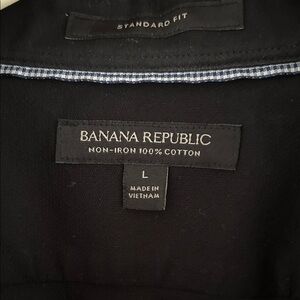 STANDARD FIT
BANANA REPUBLIC
NON-IRON 100% COTTON
L
MADE IN
VIETNAM